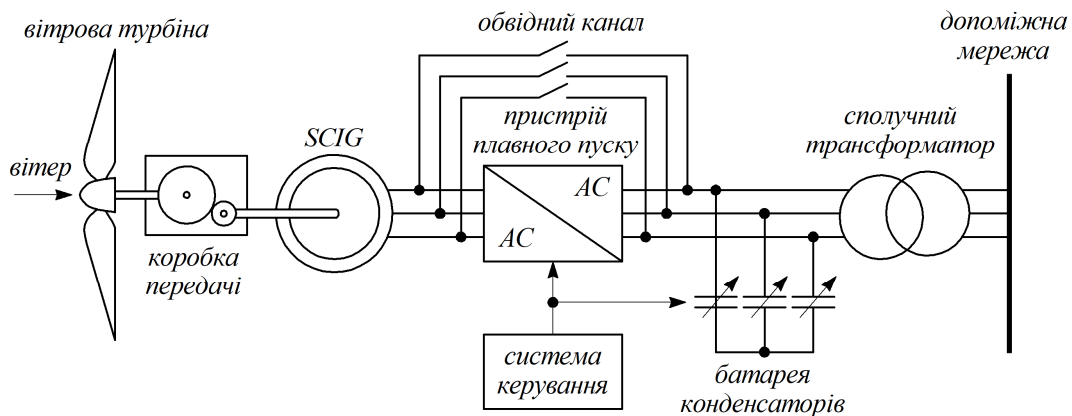 вітрова турбіна
обвідний канал
допоміжна
мережа
SCIG
пристрій
плавного пуску
сполучний
трансформатор
вітер
AC
AC
коробка
передачі
система
керування
батарея
конденсаторів